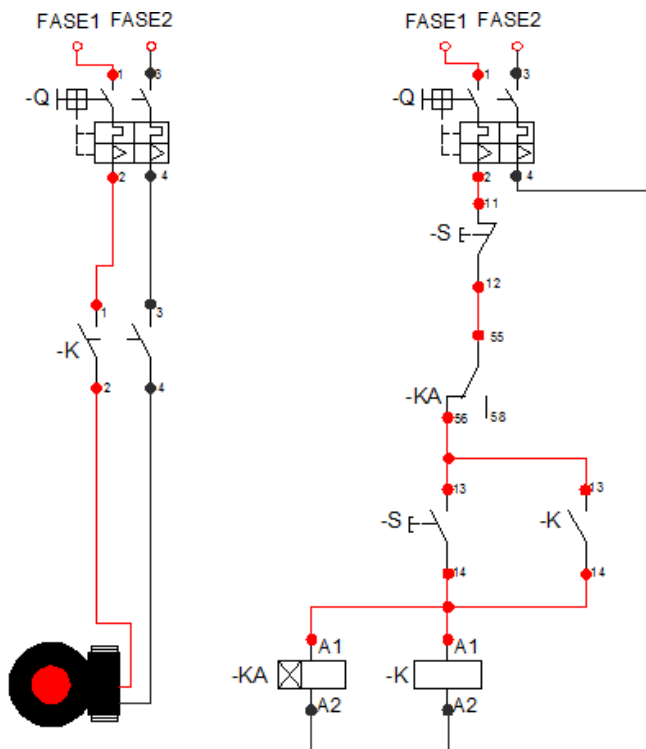 FASE1 FASE2
1 3
-Q
2 4
1 3
-K
2 4
FASE1 FASE2
1 3
-Q
2 4
11
-S
12
55
-KA
56 58
13 13
-S -K
14 14
A1 A1
-KA -K
A2 A2